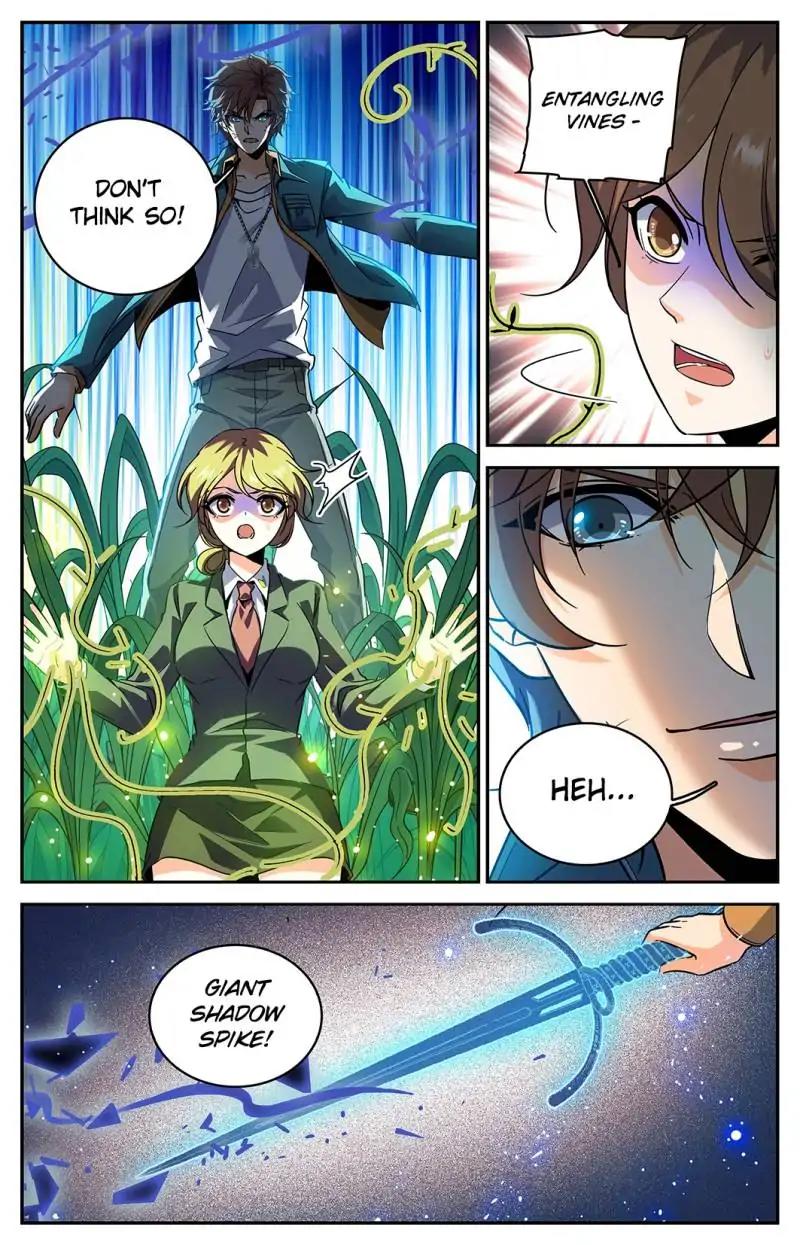 DON'T
THINK SO!
ENTANGLING
VINES -
HEH...
GIANT
SHADOW
SPIKE!